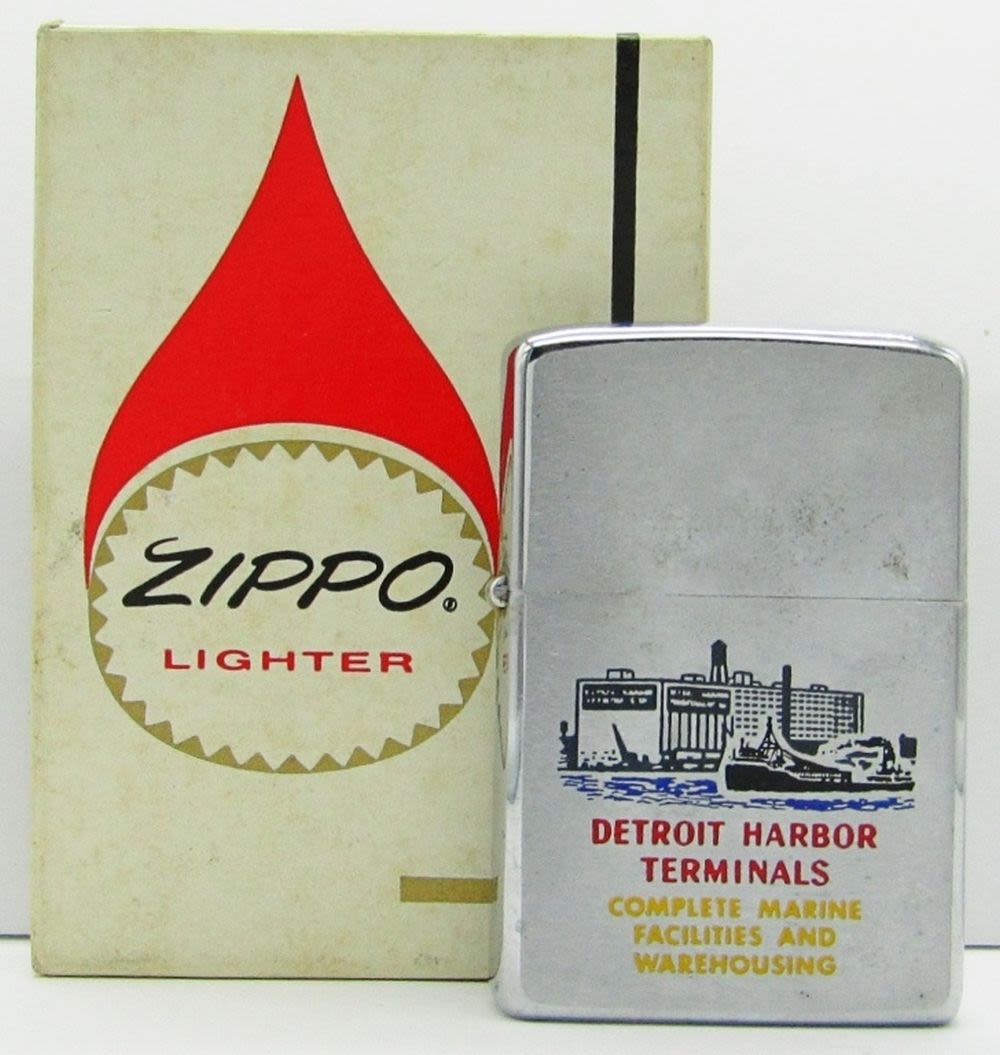 ZIPPO®
LIGHTER
DETROIT HARBOR
TERMINALS
COMPLETE MARINE
FACILITIES AND
WAREHOUSING